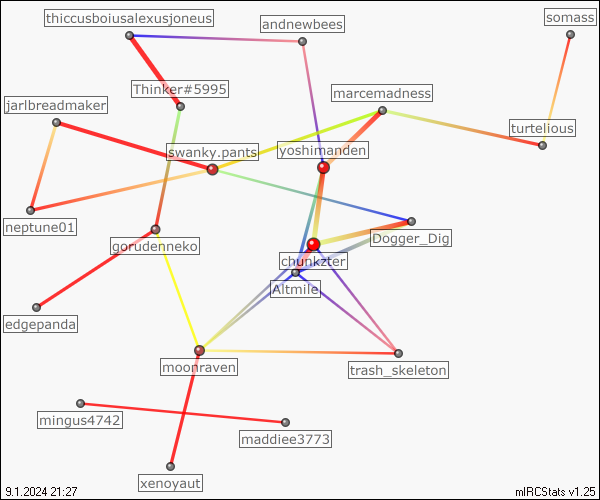 thiccusboiusalexusjoneus
andnewbees
somass
Thinker#5995
marcemadness
jarlbreadmaker
turtelious
swanky.pants
yoshimanden
neptune01
gorudenneko
Dogger_Dig
chunkzter
Altmile
edgepanda
moonraven
trash_skeleton
mingus4742
maddiee3773
xenoyaut
9.1.2024 21:27
mIRCStats v1.25